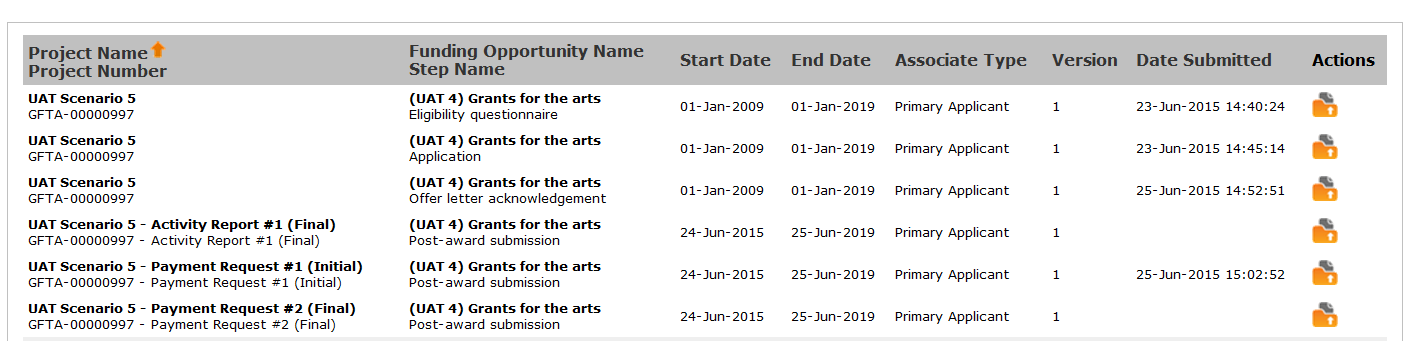 Project Name
Project Number
Funding Opportunity Name
Step Name
Start Date
End Date
Associate Type
Version
Date Submitted
Actions
UAT Scenario 5
GFTA-00000997
(UAT 4) Grants for the arts
Eligibility questionnaire
01-Jan-2009
01-Jan-2019
Primary Applicant
1
23-Jun-2015 14:40:24
UAT Scenario 5
GFTA-00000997
(UAT 4) Grants for the arts
Application
01-Jan-2009
01-Jan-2019
Primary Applicant
1
23-Jun-2015 14:45:14
UAT Scenario 5
GFTA-00000997
(UAT 4) Grants for the arts
Offer letter acknowledgement
01-Jan-2009
01-Jan-2019
Primary Applicant
1
25-Jun-2015 14:52:51
UAT Scenario 5 - Activity Report #1 (Final)
GFTA-00000997 - Activity Report #1 (Final)
(UAT 4) Grants for the arts
Post-award submission
24-Jun-2015
25-Jun-2019
Primary Applicant
1
UAT Scenario 5 - Payment Request #1 (Initial)
GFTA-00000997 - Payment Request #1 (Initial)
(UAT 4) Grants for the arts
Post-award submission
24-Jun-2015
25-Jun-2019
Primary Applicant
1
25-Jun-2015 15:02:52
UAT Scenario 5 - Payment Request #2 (Final)
GFTA-00000997 - Payment Request #2 (Final)
(UAT 4) Grants for the arts
Post-award submission
24-Jun-2015
25-Jun-2019
Primary Applicant
1